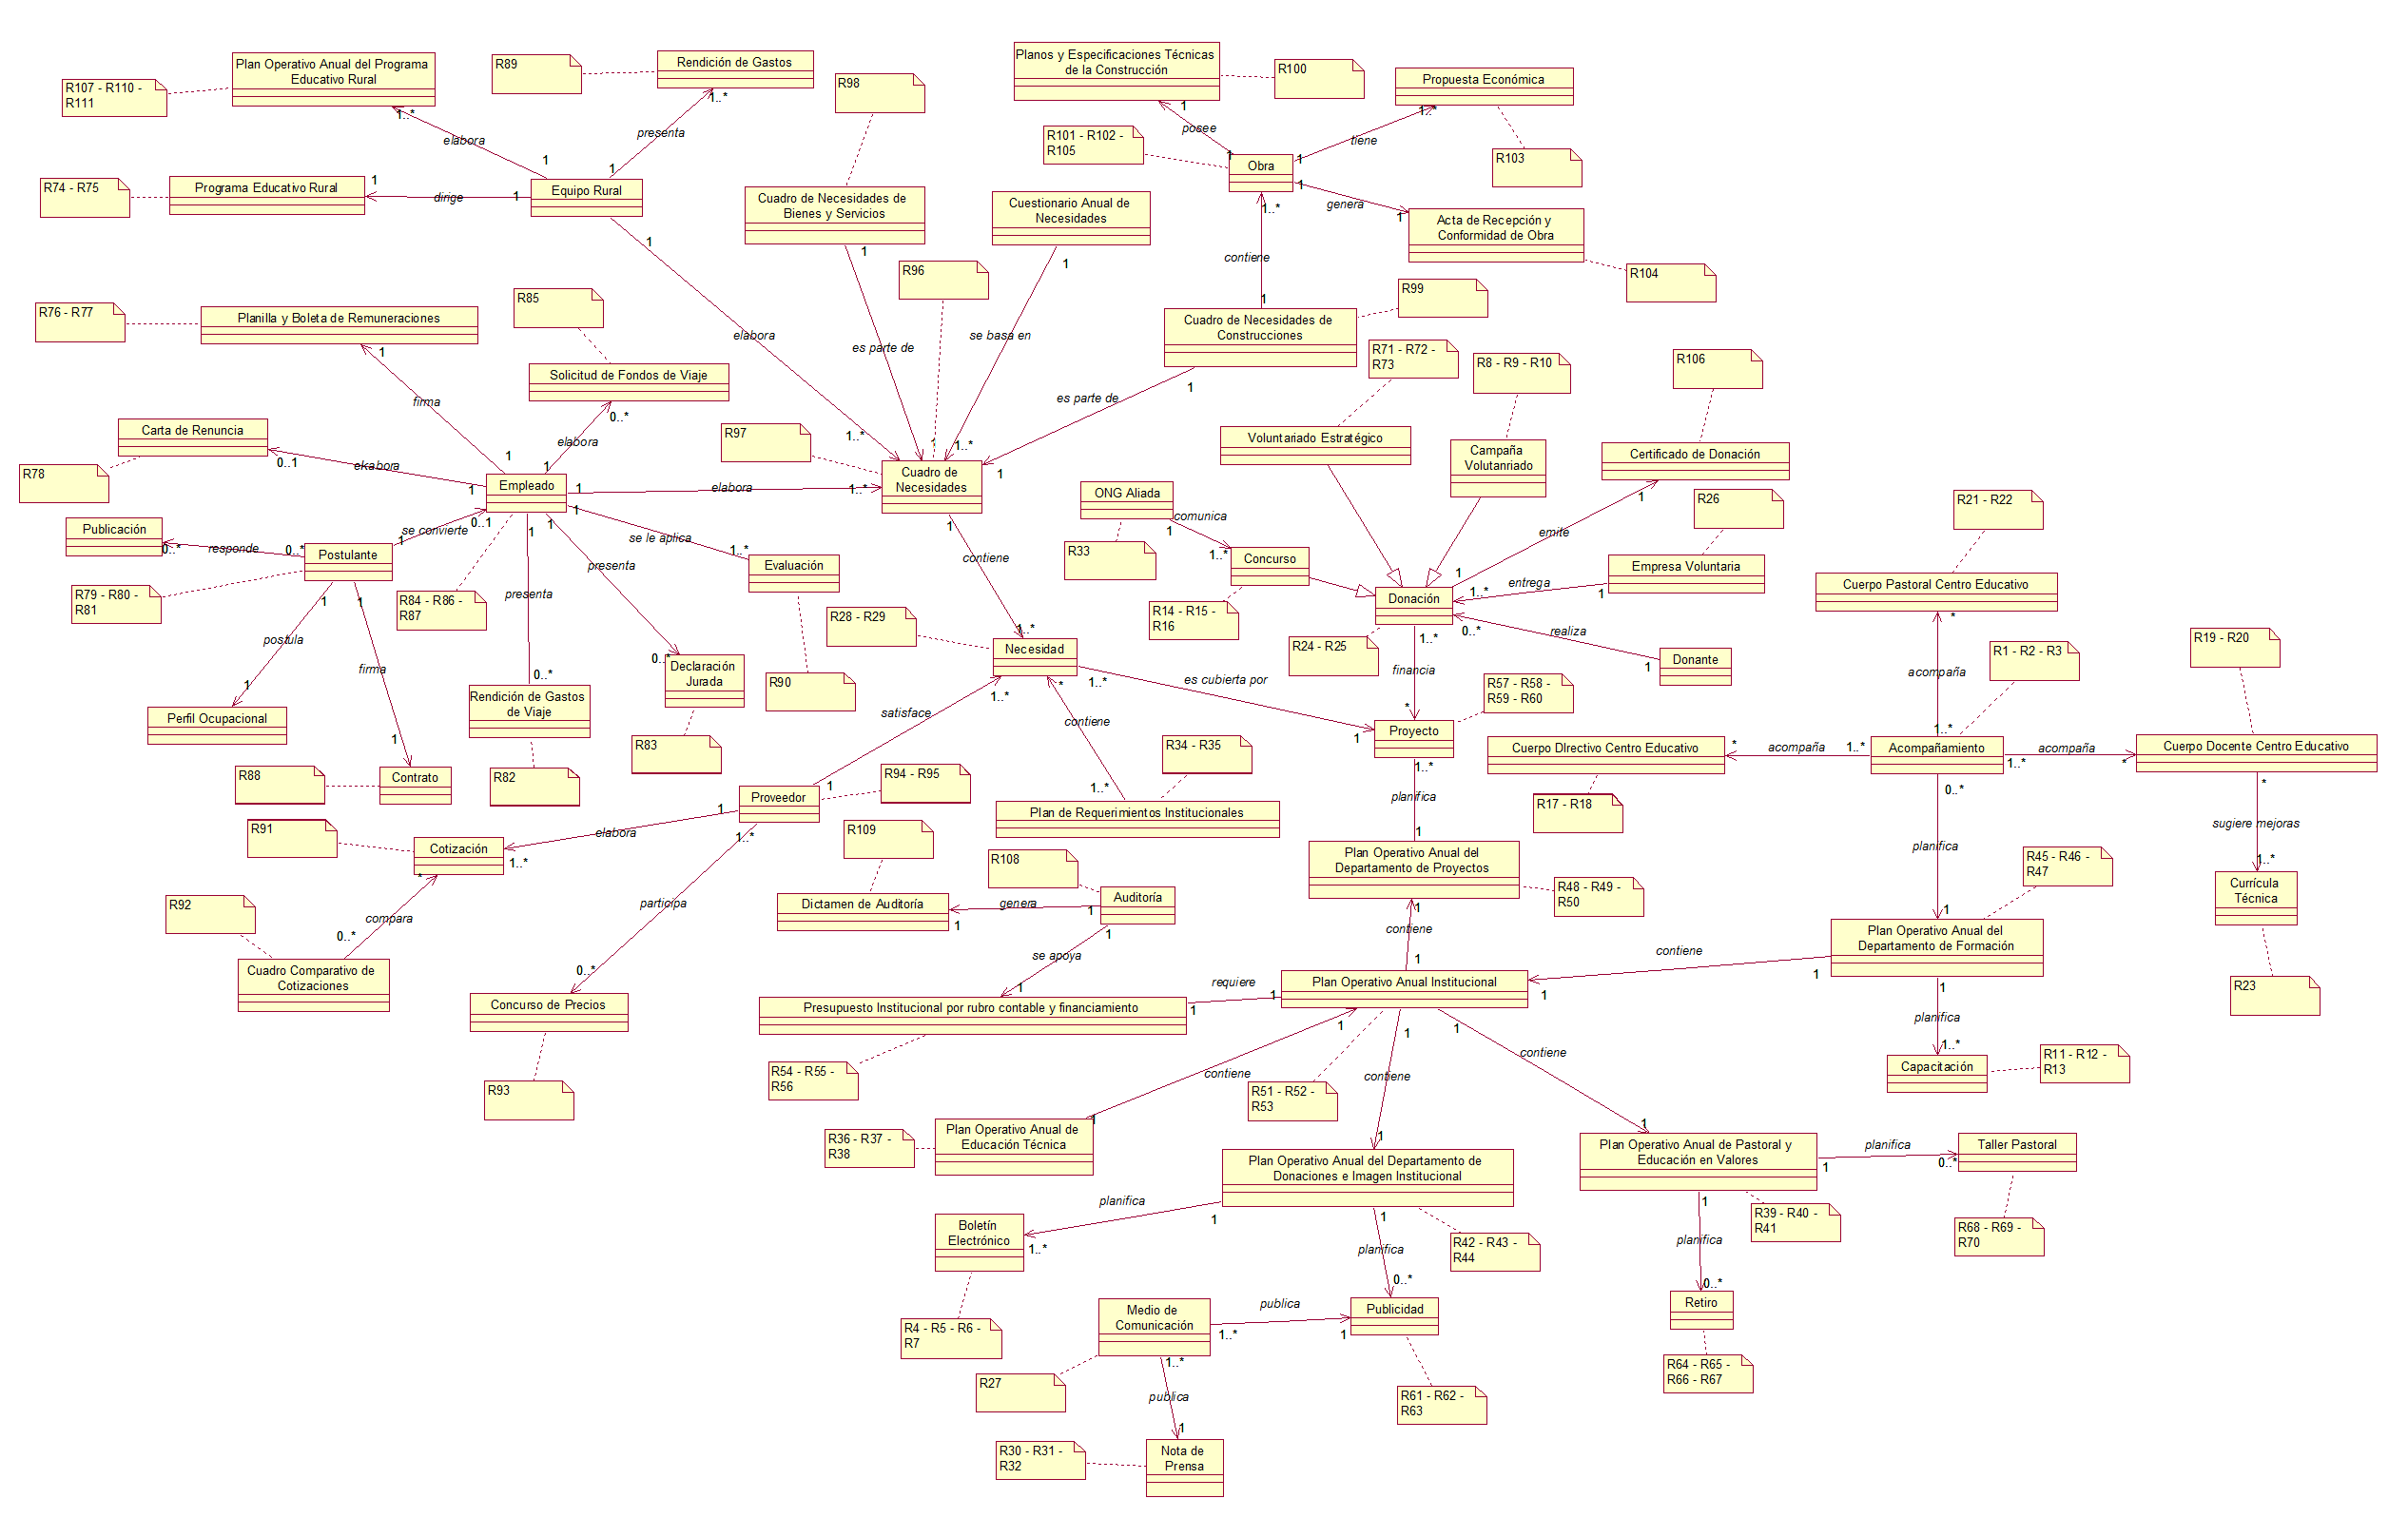 Plan Operativo Anual del Programa
Educativo Rural
R107 - R110 -
R111
1..*
elabora
1
R89
Rendición de Gastos
1..*
presenta
1
R98
Planos y Especificaciones Técnicas
de la Construcción
R100
Propuesta Económica
1
posee
1
1..*
tiene
1
R101 - R102 -
R105
R103
Obra
R74 - R75
Programa Educativo Rural
1
dirige
1
Equipo Rural
1
Cuadro de Necesidades de
Bienes y Servicios
1
Cuestionario Anual de
Necesidades
1
1
genera
1
Acta de Recepción y
Conformidad de Obra
R104
1..*
contiene
1
R96
R99
R76 - R77
Planilla y Boleta de Remuneraciones
1
R85
elabora
es parte de
se basa en
Cuadro de Necesidades de
Construcciones
1
R71 - R72 -
R73
R8 - R9 - R10
R106
Solicitud de Fondos de Viaje
0..*
firma
1
elabora
1
es parte de
Carta de Renuncia
0..1
R78
ekabora
1
R97
1..*
1
1..*
1
Voluntariado Estratégico
Campaña
Volutanriado
Certificado de Donación
1
R26
R21 - R22
Empleado
1
elabora
1..*
Cuadro de
Necesidades
1
ONG Aliada
1
comunica
1..*
R33
Publicación
0..*
responde
0..*
Postulante
1
se convierte
0..1
1
1
1
se le aplica
1..*
Evaluación
contiene
Concurso
emite
1
Empresa Voluntaria
1
entrega
1..*
Cuerpo Pastoral Centro Educativo
*
R79 - R80 -
R81
R84 - R86 -
R87
presenta
presenta
R28 - R29
R14 - R15 -
R16
Donación
R24 - R25
1..*
0..*
realiza
1
Donante
R19 - R20
R1 - R2 - R3
1
1
postula
firma
1..*
Necesidad
1..*
*
1..*
financia
acompaña
0..*
Declaración
Jurada
R90
es cubierta por
R57 - R58 -
R59 - R60
1
Perfil Ocupacional
0..*
Rendición de Gastos
de Viaje
satisface
contiene
*
1
Proyecto
1..*
1..*
Cuerpo DIrectivo Centro Educativo
*
acompaña
1..*
Acompañamiento
1..*
acompaña
*
Cuerpo Docente Centro Educativo
*
1
R83
R34 - R35
R88
Contrato
R82
1
Proveedor
R94 - R95
1..*
Plan de Requerimientos Institucionales
planifica
R17 - R18
0..*
sugiere mejoras
R91
Cotización
1..*
elabora
1
1..*
R109
1
planifica
R108
Plan Operativo Anual del
Departamento de Proyectos
R48 - R49 -
R50
R45 - R46 -
R47
1..*
Currícula
Técnica
*
R92
compara
0..*
participa
Dictamen de Auditoría
1
genera
1
Auditoría
1
1
contiene
1
1
Plan Operativo Anual del
Departamento de Formación
1
contiene
1
Cuadro Comparativo de
Cotizaciones
0..*
Concurso de Precios
se apoya
1
requiere
1
1
Plan Operativo Anual Institucional
1
planifica
R23
Presupuesto Institucional por rubro contable y financiamiento
1
1
1
contiene
1..*
Capacitación
R11 - R12 -
R13
R93
R54 - R55 -
R56
contiene
1
R51 - R52 -
R53
contiene
1
1
R36 - R37 -
R38
Plan Operativo Anual de
Educación Técnica
Plan Operativo Anual del Departamento de
Donaciones e Imagen Institucional
Plan Operativo Anual de Pastoral y
Educación en Valores
1
planifica
0..*
Taller Pastoral
Boletín
Electrónico
1..*
planifica
1
1
planifica
R42 - R43 -
R44
1
R39 - R40 -
R41
R68 - R69 -
R70
planifica
0..*
0..*
R4 - R5 - R6 -
R7
Medio de
Comunicación
1..*
publica
1
Publicidad
Retiro
R27
1..*
publica
1
R61 - R62 -
R63
R64 - R65 -
R66 - R67
R30 - R31 -
R32
Nota de
Prensa